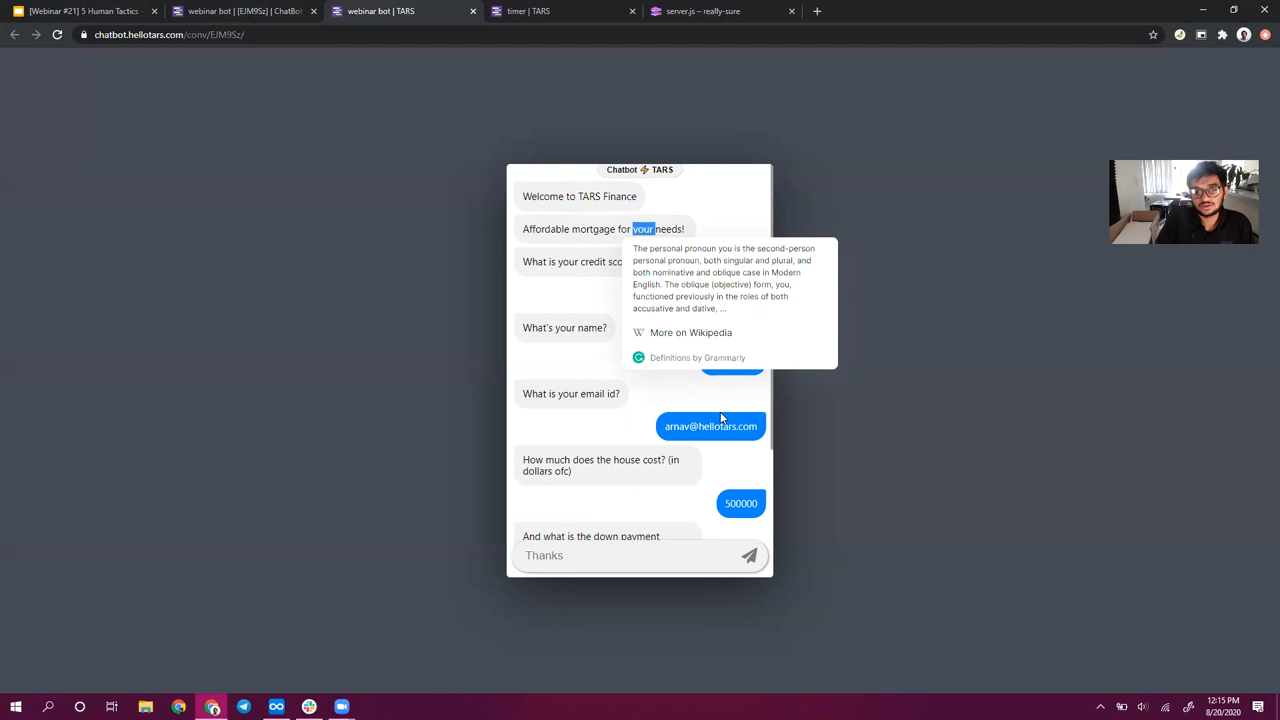 [Webinar #21] 5 Human Tactics -
webinar bot | [EJM9Sz] | ChatBot
webinar bot | TARS
timer | TARS
server.js – really-sure
chatbot.hellotars.com/conv/EJM9Sz/
Chatbot ⚡ TARS
Welcome to TARS Finance
Affordable mortgage for your needs!
What is your credit sco
The personal pronoun you is the second-person
personal pronoun, both singular and plural, and
both nominative and oblique case in Modern
English. The oblique (objective) form, you,
functioned previously in the roles of both
accusative and dative, ...
More on Wikipedia
Definitions by Grammarly
What's your name?
What is your email id?
arnav@hellotars.com
How much does the house cost? (in
dollars ofc)
500000
And what is the down payment
Thanks
12:15 PM
8/20/2020